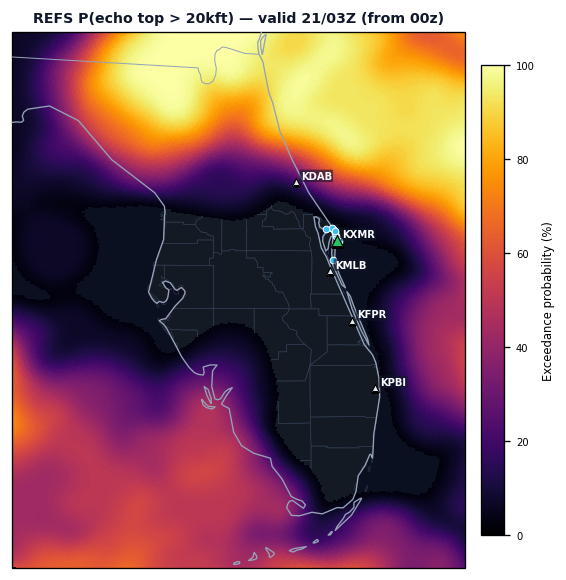 REFS P(echo top > 20kft) — valid 21/03Z (from 00z)
KDAB
KXMR
KMLB
KFPR
KPBI
100
80
60
40
20
0
Exceedance probability (%)